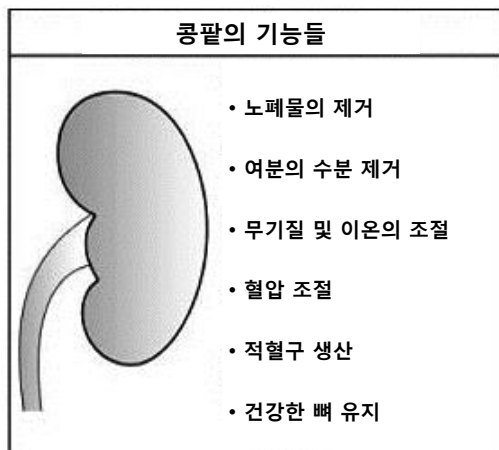 콩팥의 기능들
• 노폐물의 제거
• 여분의 수분 제거
• 무기질 및 이온의 조절
• 혈압 조절
• 적혈구 생산
• 건강한 뼈 유지